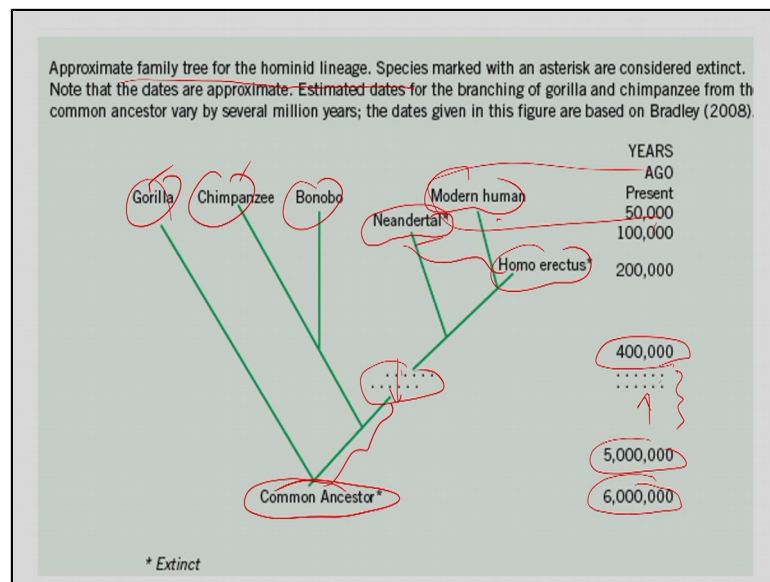 Approximate family tree for the hominid lineage. Species marked with an asterisk are considered extinct.
Note that the dates are approximate. Estimated dates for the branching of gorilla and chimpanzee from th
common ancestor vary by several million years; the dates given in this figure are based on Bradley (2008).
YEARS
AGO
Gorilla Chimpanzee Bonobo Modern human Present
Neandertal* 50,000
100,000
Homo erectus* 200,000
400,000
5,000,000
Common Ancestor* 6,000,000
* Extinct